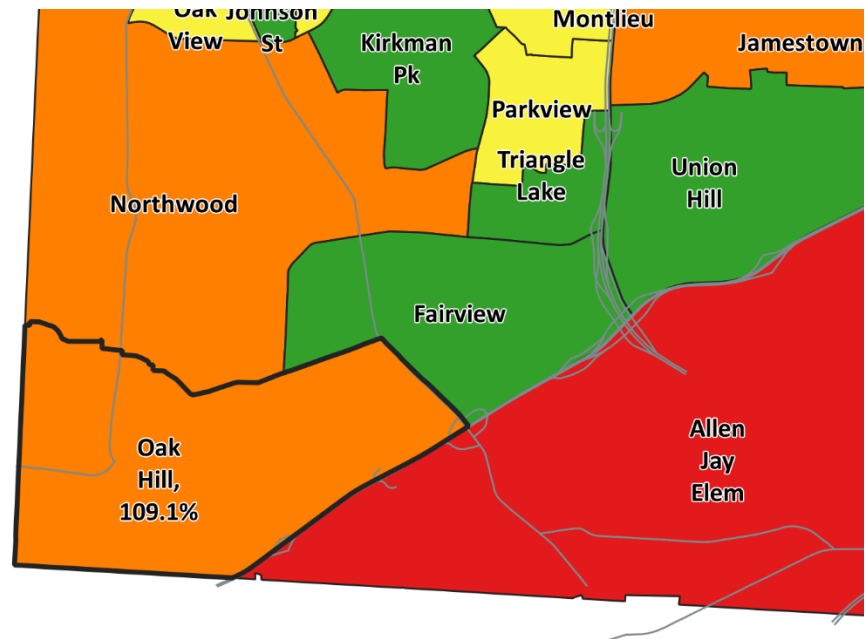 Oak
View
Johnson
St
Kirkman
Pk
Montlieu
Jamestown
Parkview
Triangle
Lake
Union
Hill
Northwood
Fairview
Oak
Hill,
109.1%
Allen
Jay
Elem